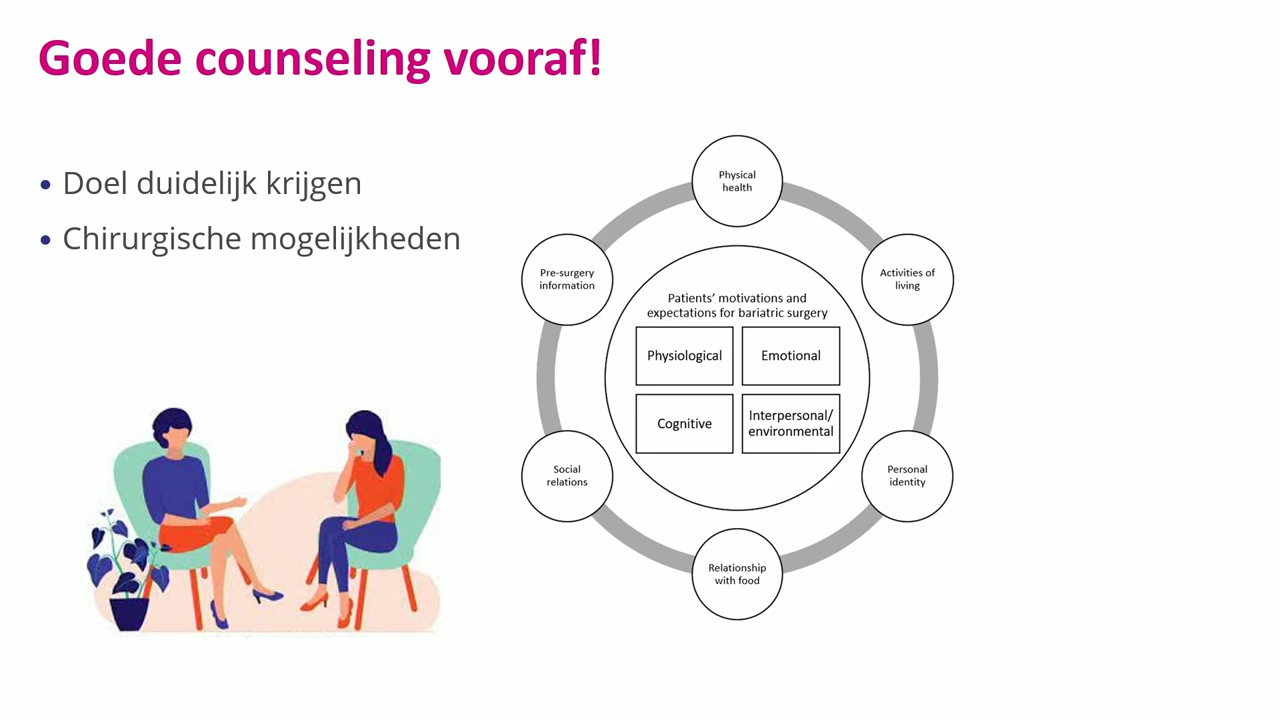 Goede counseling vooraf!
• Doel duidelijk krijgen
• Chirurgische mogelijkheden
Physical
health
Pre-surgery
information
Activities of
living
Patients’ motivations and
expectations for bariatric surgery
Physiological
Emotional
Cognitive
Interpersonal/
environmental
Social
relations
Personal
identity
Relationship
with food